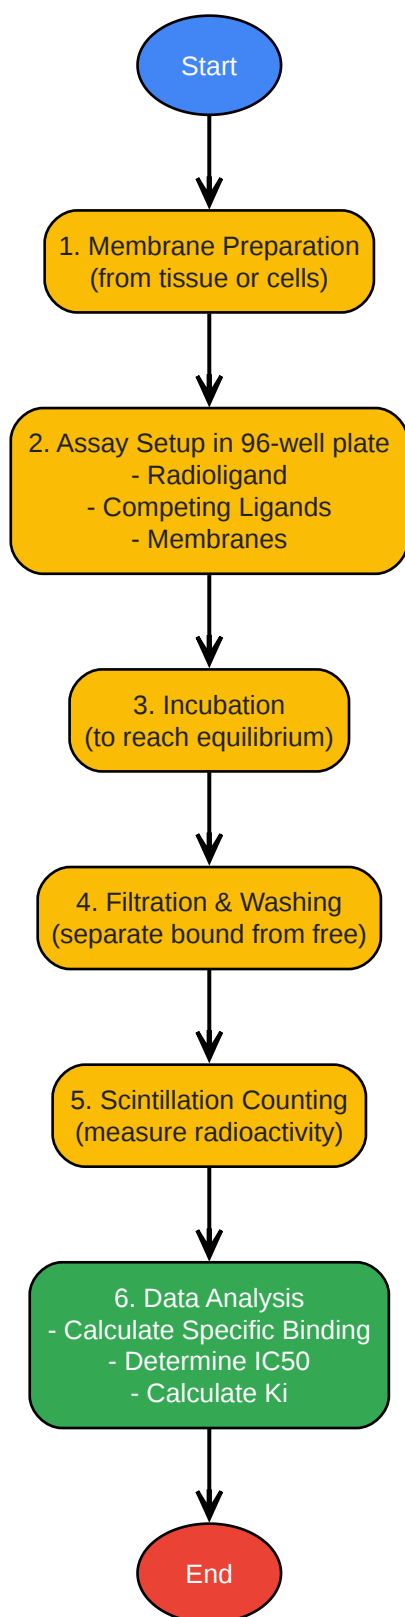 Start
1. Membrane Preparation
(from tissue or cells)
2. Assay Setup in 96-well plate
- Radioligand
- Competing Ligands
- Membranes
3. Incubation
(to reach equilibrium)
4. Filtration & Washing
(separate bound from free)
5. Scintillation Counting
(measure radioactivity)
6. Data Analysis
- Calculate Specific Binding
- Determine IC50
- Calculate Ki
End